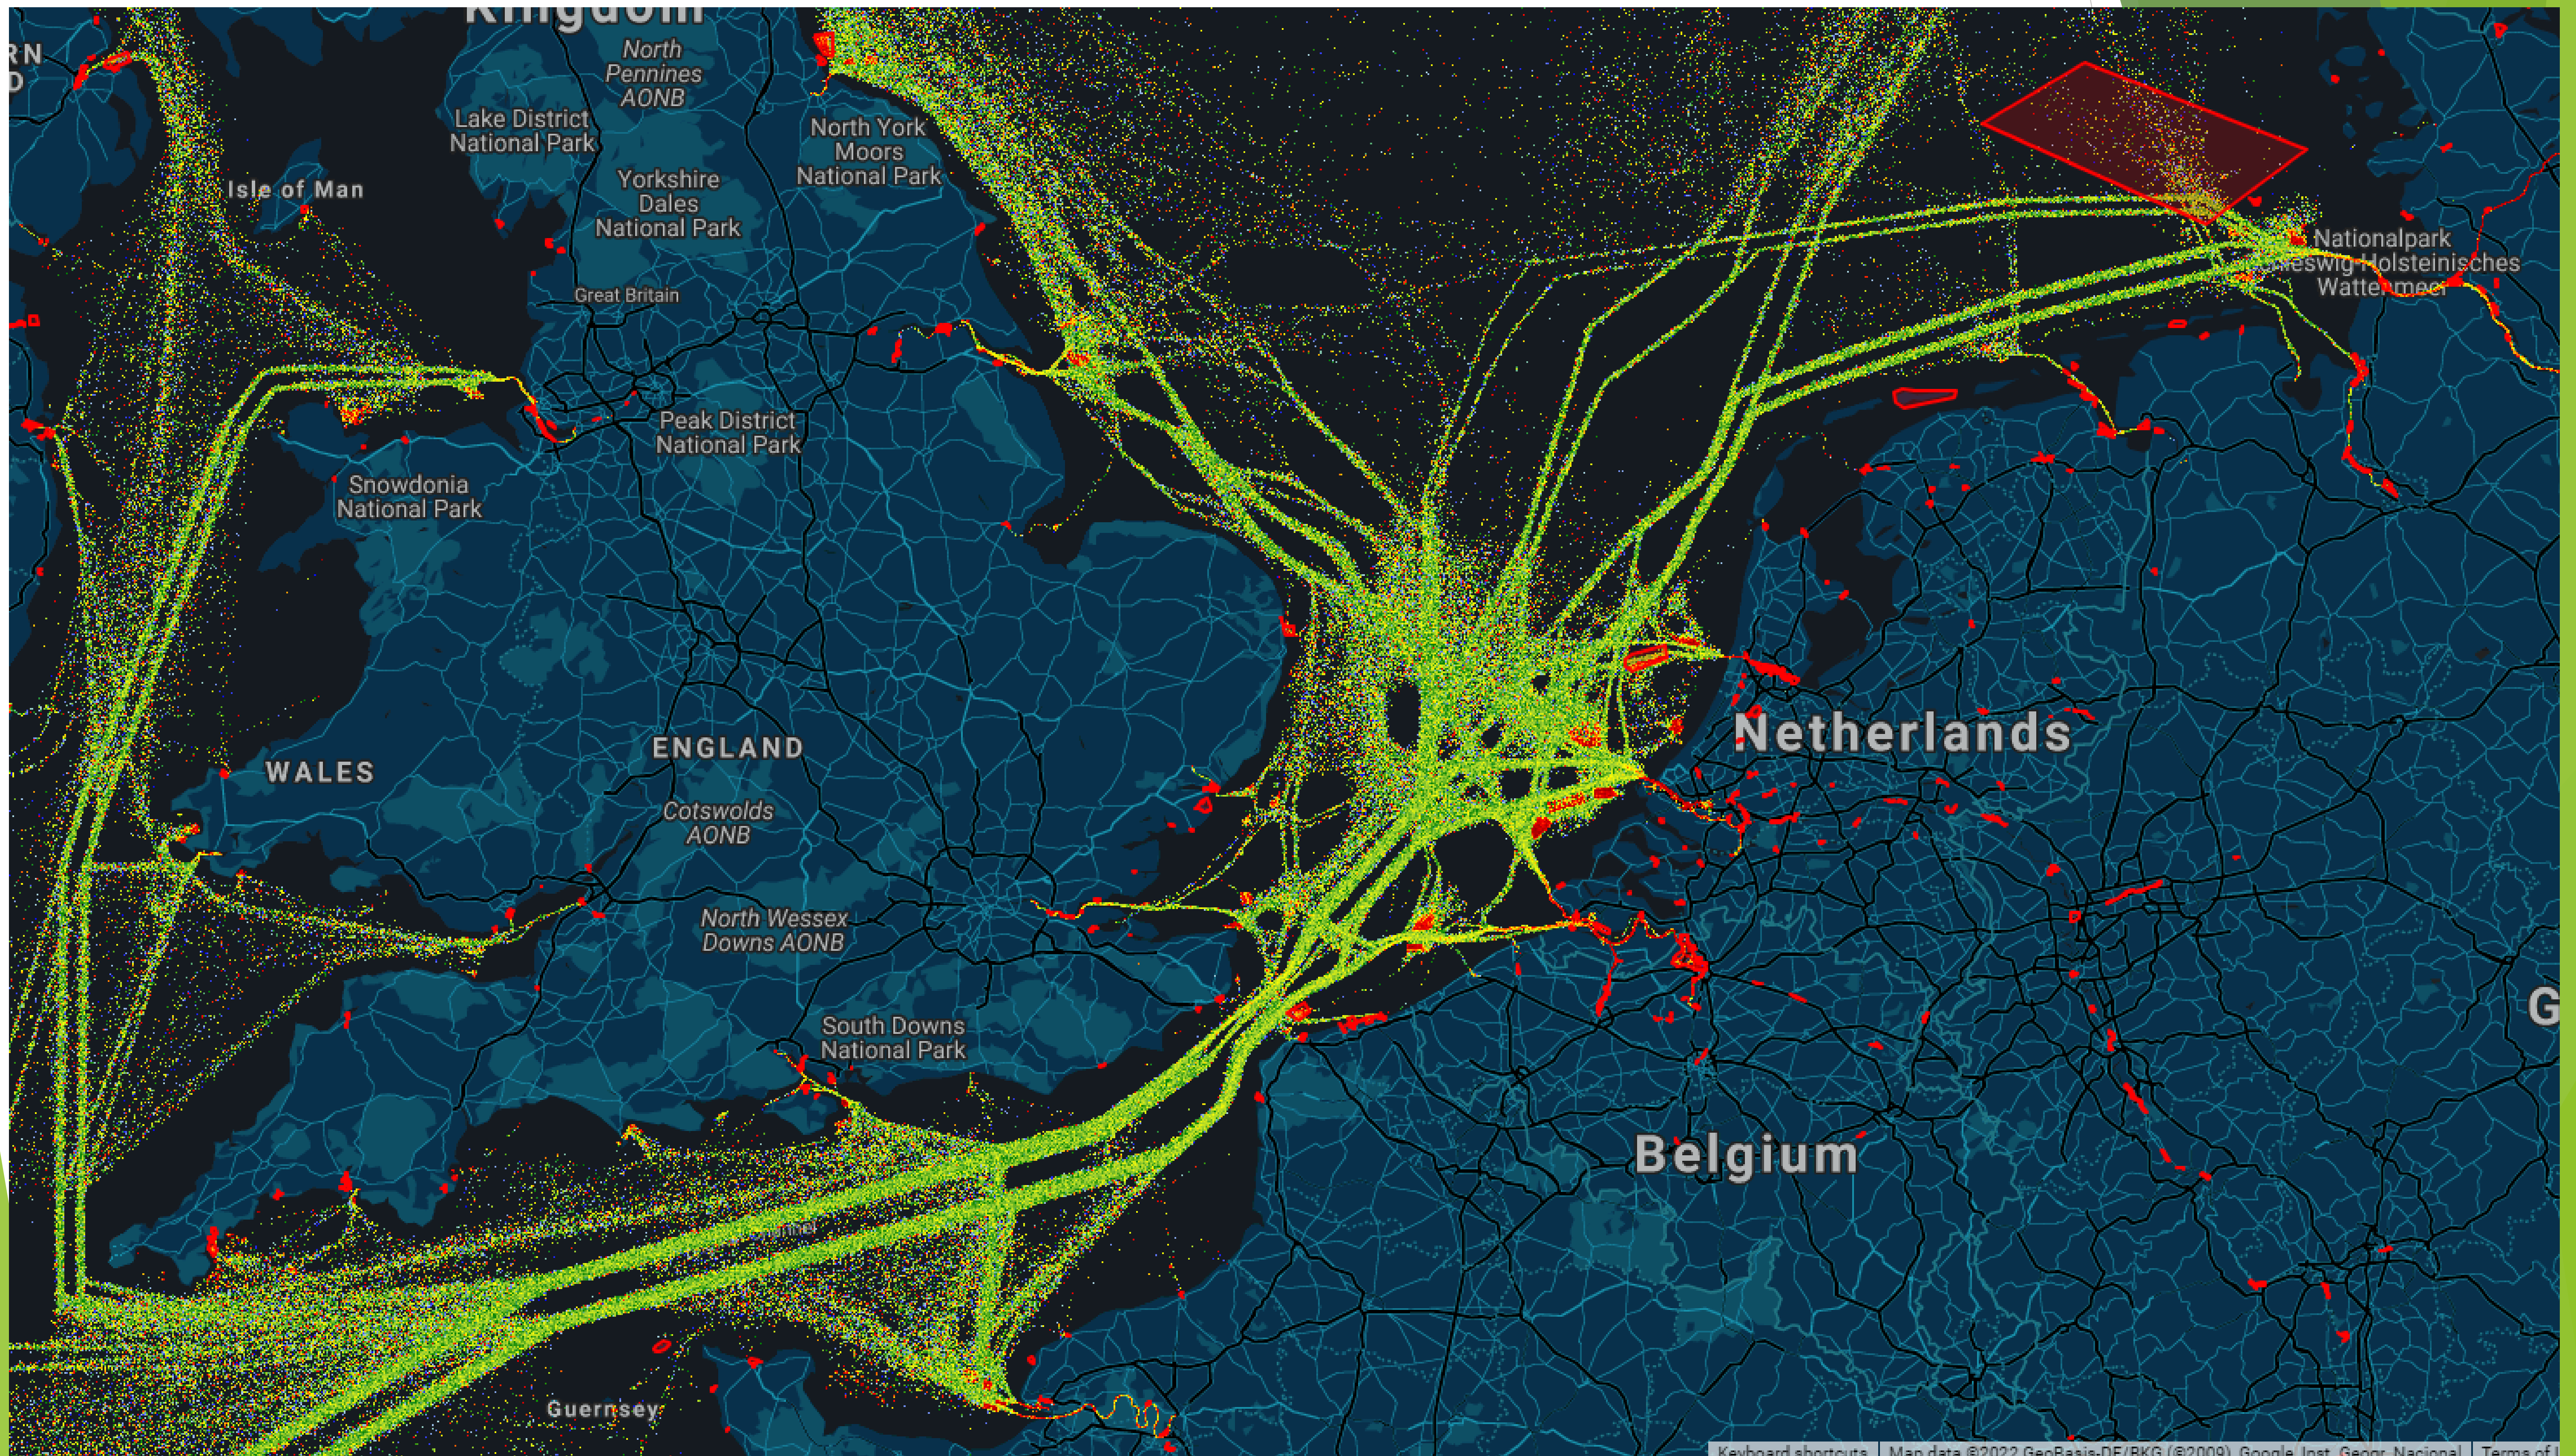 Kingdom
RN
D
North
Pennines
AONB
Lake District
National Park
North York
Moors
National Park
Isle of Man
Yorkshire
Dales
National Park
Great Britain
Nationalpark
Schleswig-Holsteinisches
Wattenmeer
Peak District
National Park
Snowdonia
National Park
Netherlands
ENGLAND
WALES
Cotswolds
AONB
North Wessex
Downs AONB
G
South Downs
National Park
Belgium
Guernsey
Keyboard shortcuts
Map data ©2022 GeoBasis-DE/BKG (©2009), Google, Inst. Geogr. Nacional
Terms of